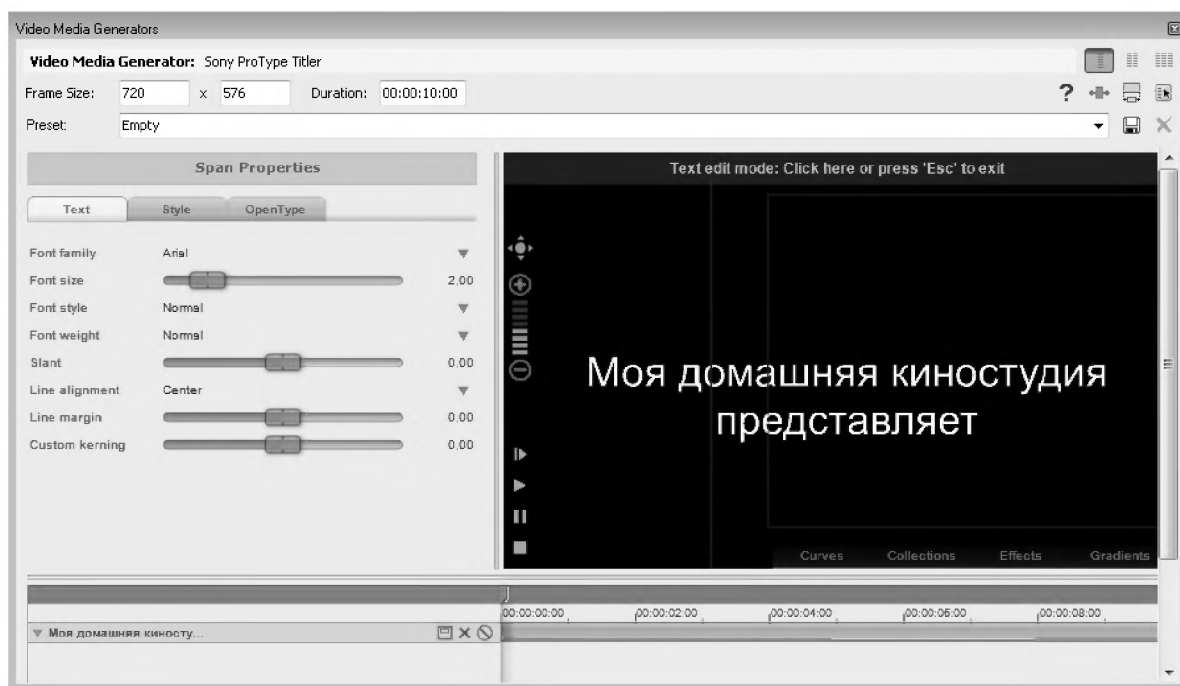 Video Media Generators
Video Media Generator: Sony ProType Titler
Frame Size: 720 x 576 Duration: 00:00:10:00
Preset: Empty
Span Properties
Text edit mode: Click here or press 'Esc' to exit
Text Style OpenType
Font family Arial
Font size 2,00
Font style Normal
Font weight Normal
Slant 0,00
Line alignment Center
Line margin 0,00
Custom kerning 0,00
Моя домашняя киностудия
представляет
Curves Collections Effects Gradients
00:00:00:00 00:00:02:00 00:00:04:00 00:00:06:00 00:00:08:00
Моя домашняя киносту...